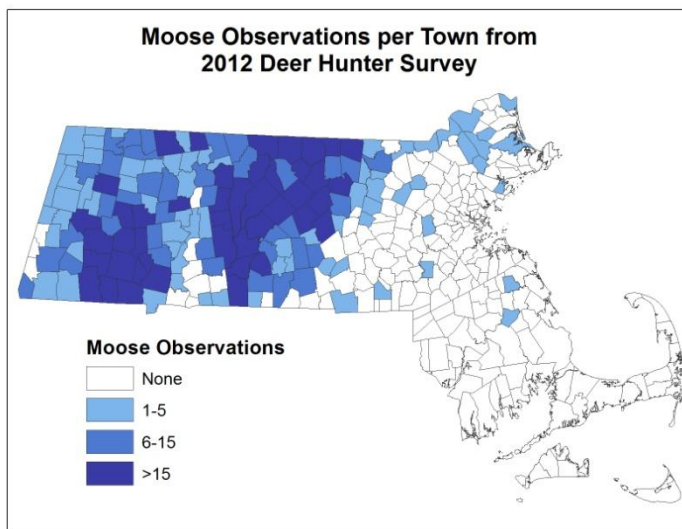 Moose Observations per Town from
2012 Deer Hunter Survey
Moose Observations
None
1-5
6-15
>15